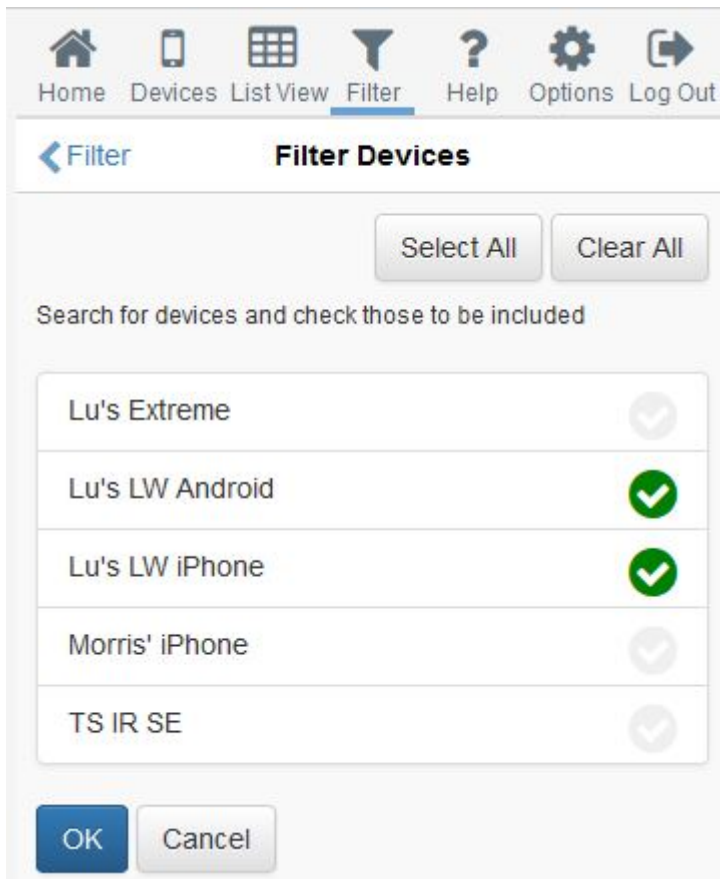 Home Devices List View Filter Help Options Log Out
Filter Filter Devices
Select All Clear All
Search for devices and check those to be included
Lu's Extreme
Lu's LW Android
Lu's LW iPhone
Morris' iPhone
TS IR SE
OK Cancel